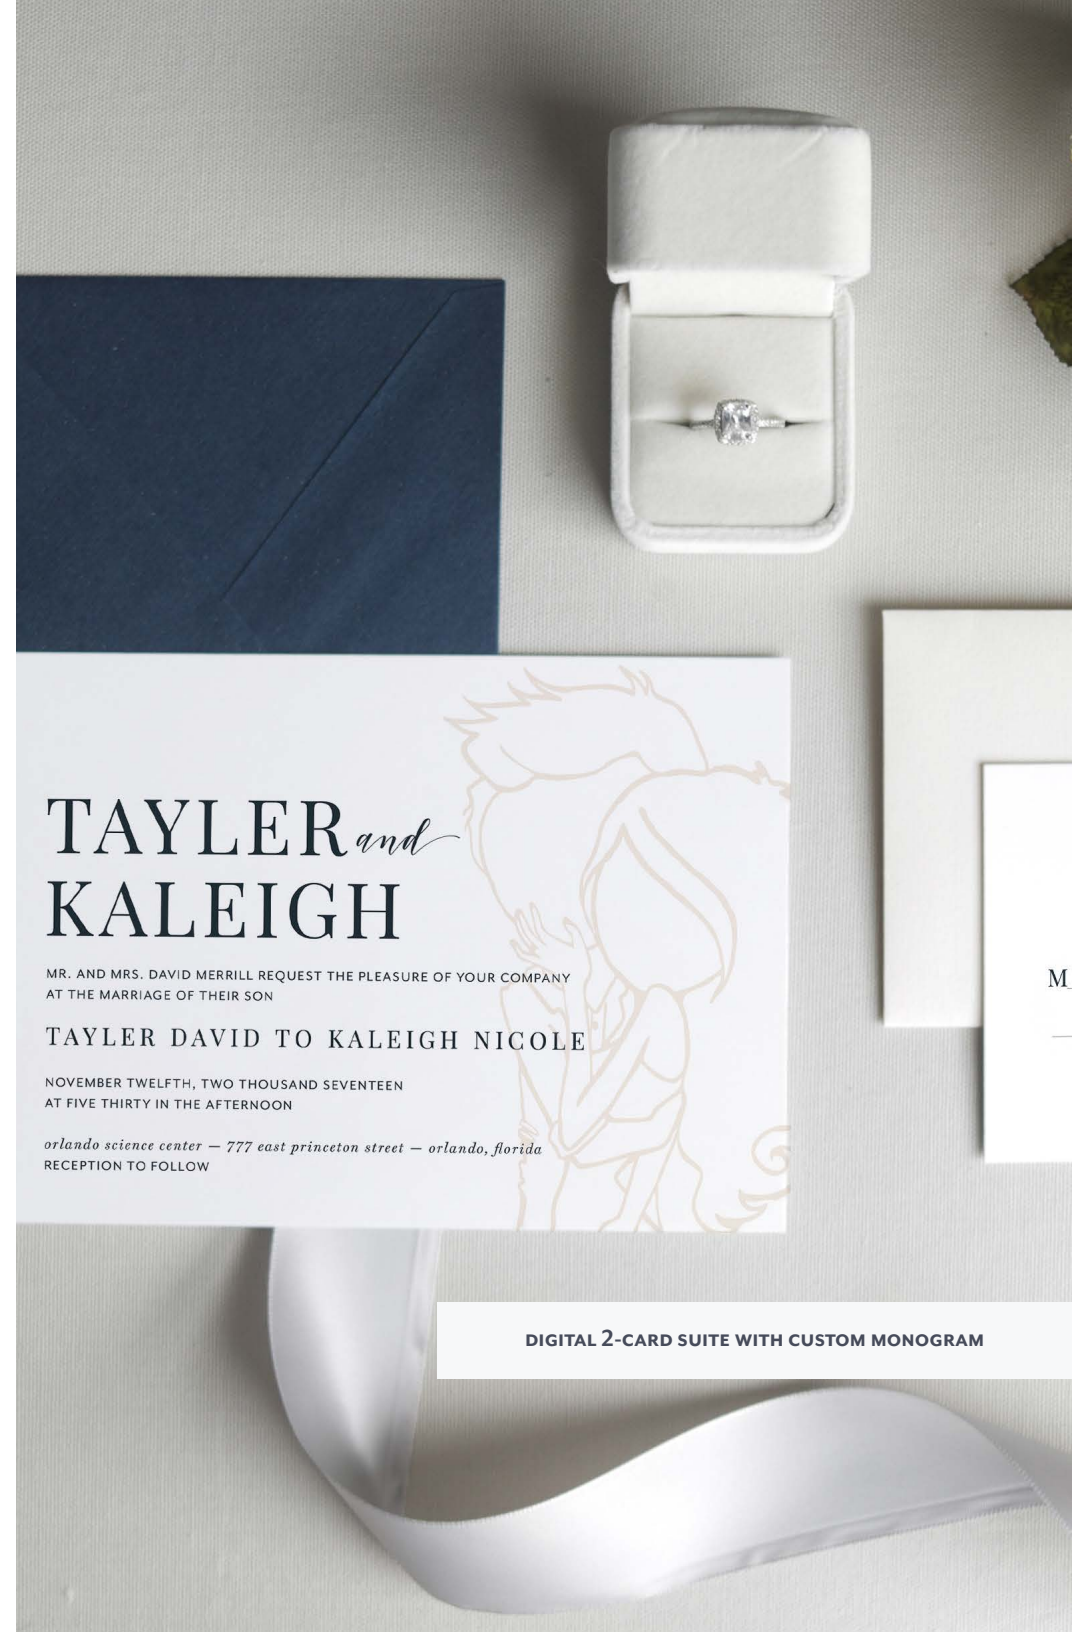 TAYLER and
KALEIGH
MR. AND MRS. DAVID MERRILL REQUEST THE PLEASURE OF YOUR COMPANY
AT THE MARRIAGE OF THEIR SON
TAYLER DAVID TO KALEIGH NICOLE
NOVEMBER TWELFTH, TWO THOUSAND SEVENTEEN
AT FIVE THIRTY IN THE AFTERNOON
orlando science center — 777 east princeton street — orlando, florida
RECEPTION TO FOLLOW
M
DIGITAL 2-CARD SUITE WITH CUSTOM MONOGRAM